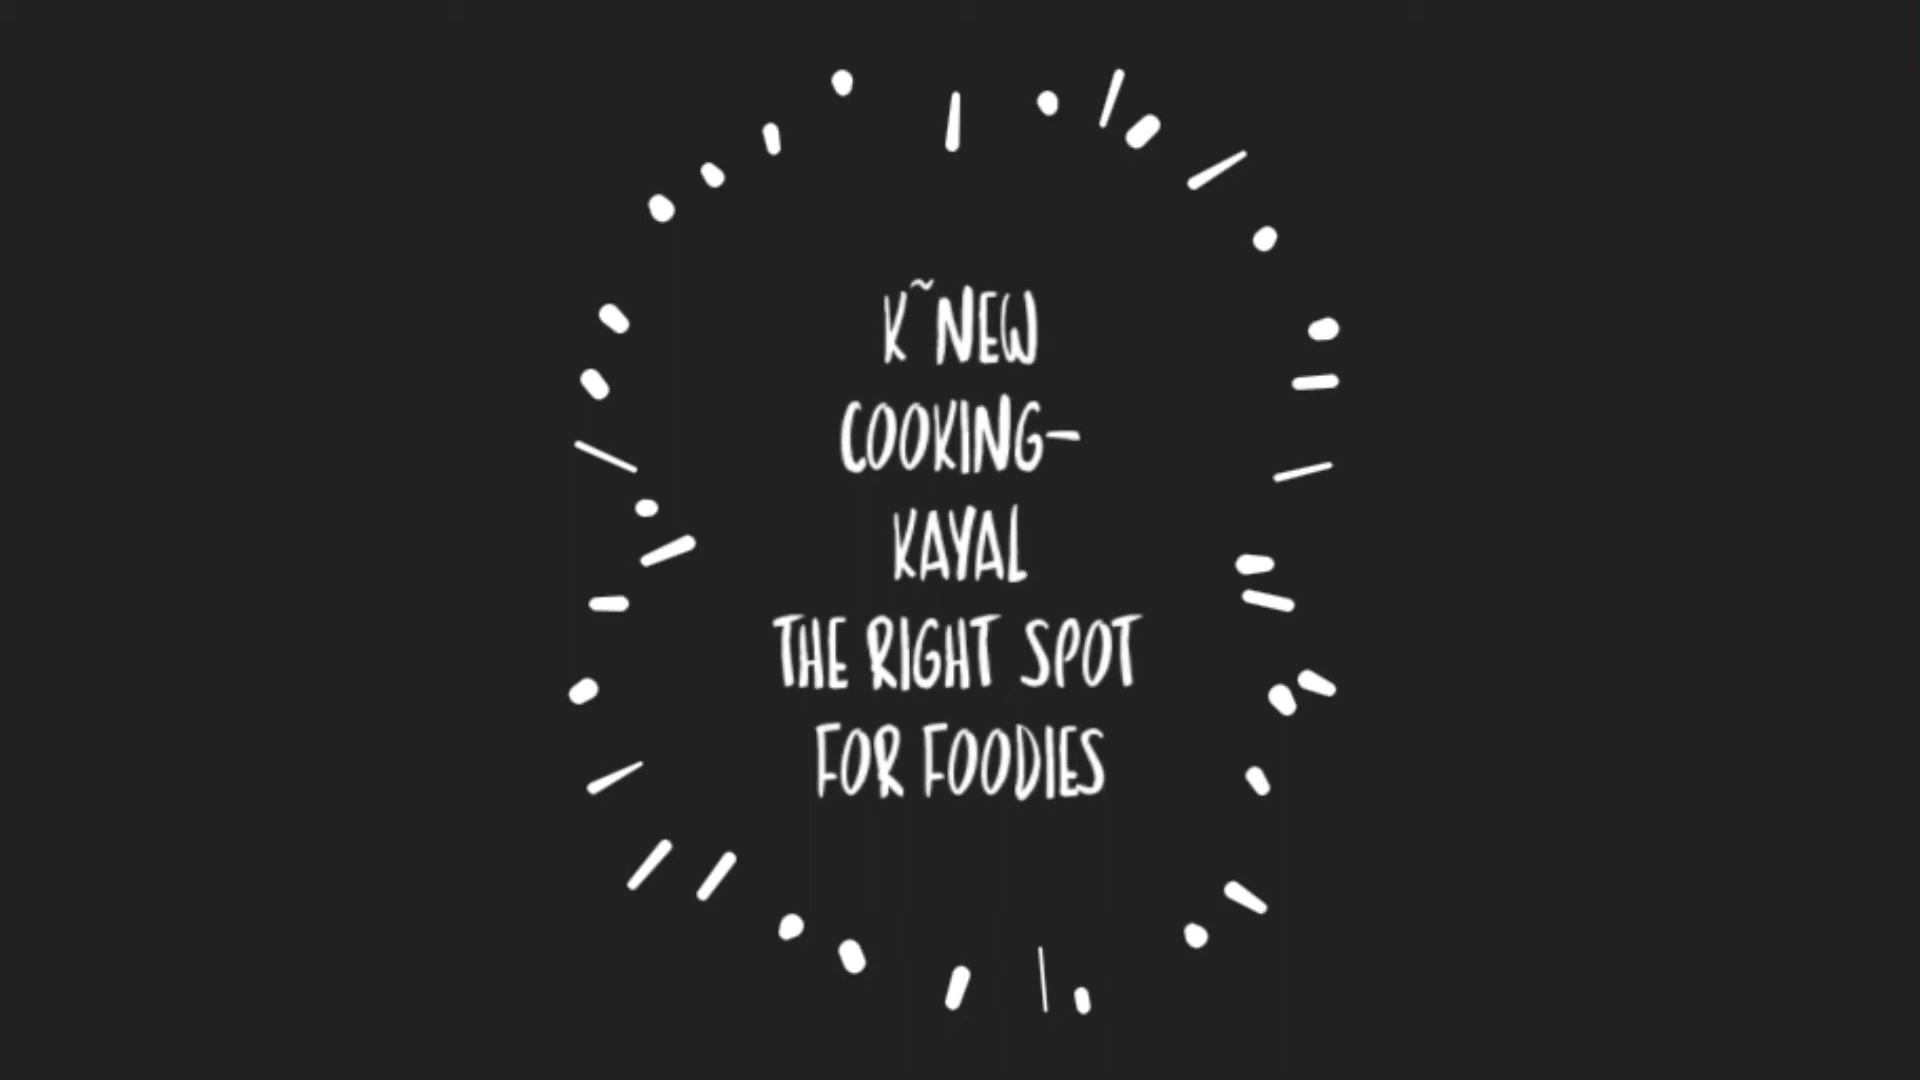 K~NEW
COOKING-
KAYAL
THE RIGHT SPOT
FOR FOODIES